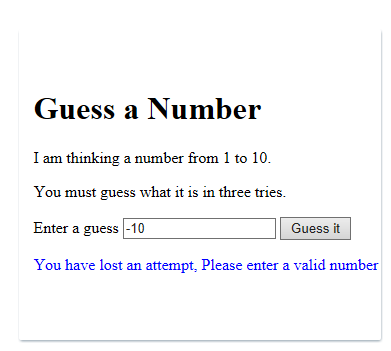 Guess a Number
I am thinking a number from 1 to 10.
You must guess what it is in three tries.
Enter a guess -10 Guess it
You have lost an attempt, Please enter a valid number